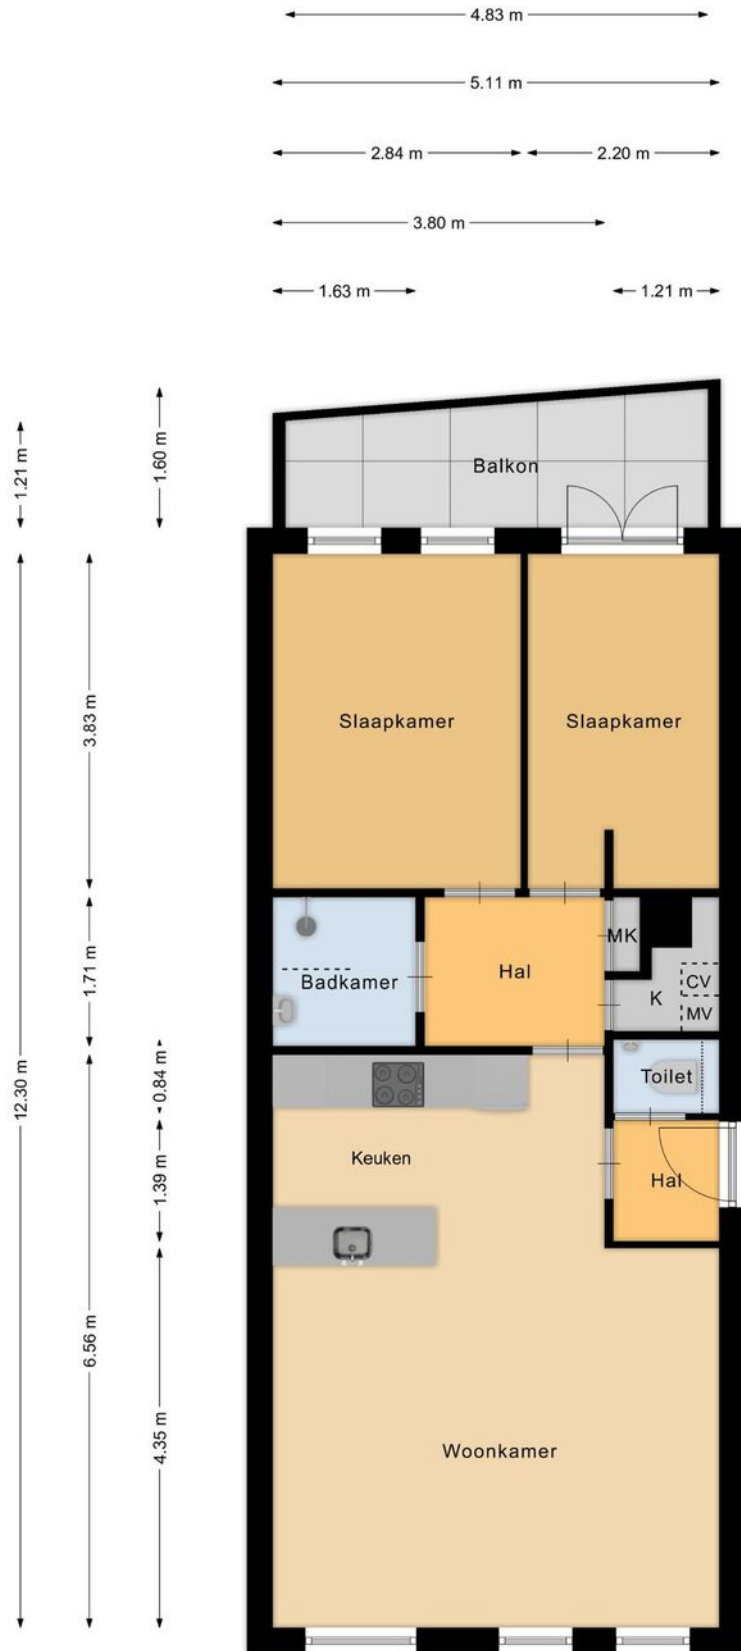 4.83 m
5.11 m
2.84 m
2.20 m
3.80 m
1.63 m
1.21 m
1.21 m
1.60 m
Balkon
12.30 m
3.83 m
Slaapkamer
Slaapkamer
1.71 m
Badkamer
Hal
MK
K
CV
MV
0.84 m
Toilet
Keuken
1.39 m
Hal
6.56 m
4.35 m
Woonkamer